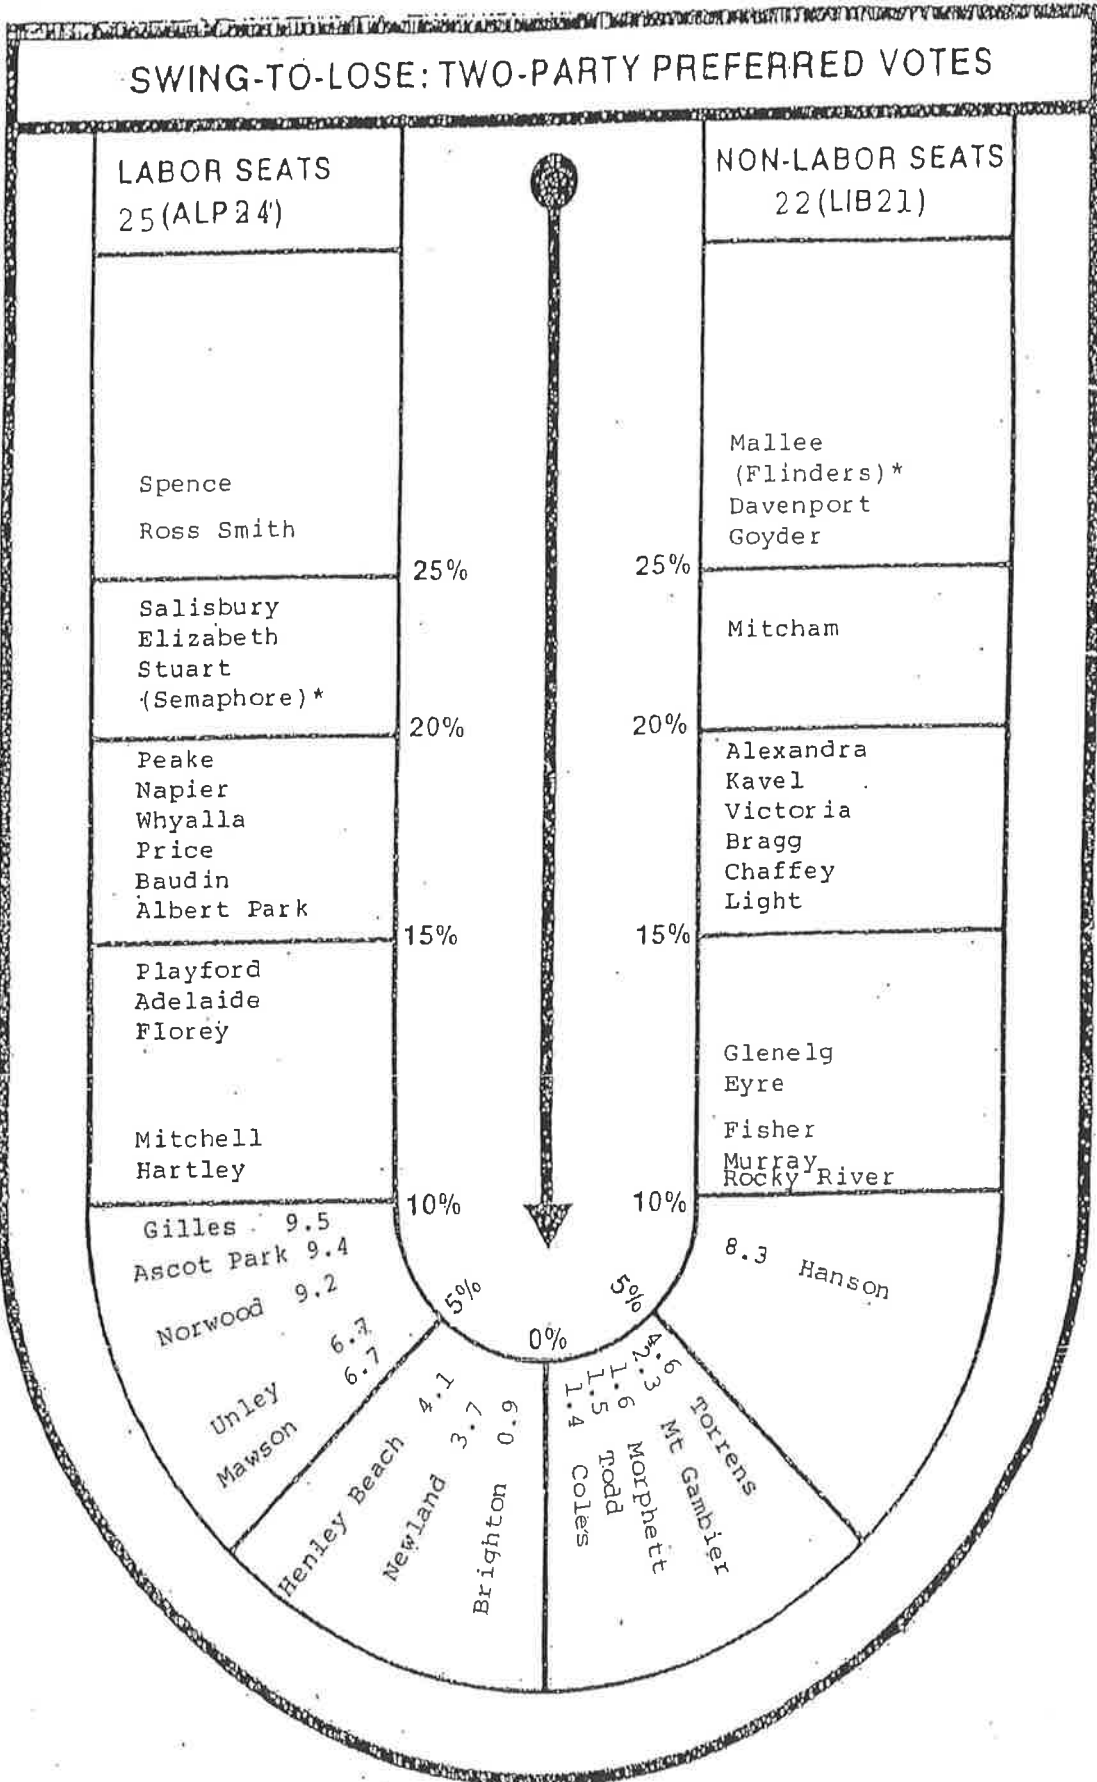 SWING-TO-LOSE: TWO-PARTY PREFERRED VOTES
LABOR SEATS
25(ALP24)
Spence
Ross Smith
25%
Salisbury
Elizabeth
Stuart
(Semaphore)*
20%
Peake
Napier
Whyalla
Price
Baudin
Albert Park
15%
Playford
Adelaide
Florey
Mitchell
Hartley
10%
Gilles 9.5
Ascot Park 9.4
Norwood 9.2
Unley 6.7
Mawson 6.7
5%
Henley Beach 4.1
Newland 3.7
Brighton 0.9
0%
NON-LABOR SEATS
22(LIB21)
Mallee
(Flinders)*
Davenport
Goyder
25%
Mitcham
20%
Alexandra
Kavel
Victoria
Bragg
Chaffey
Light
15%
Glenelg
Eyre
Fisher
Murray
Rocky River
10%
8.3 Hanson
5%
4.6 Torrens
2.3 Mt Gambier
1.6 Morphett
1.5 Todd
1.4 Coles